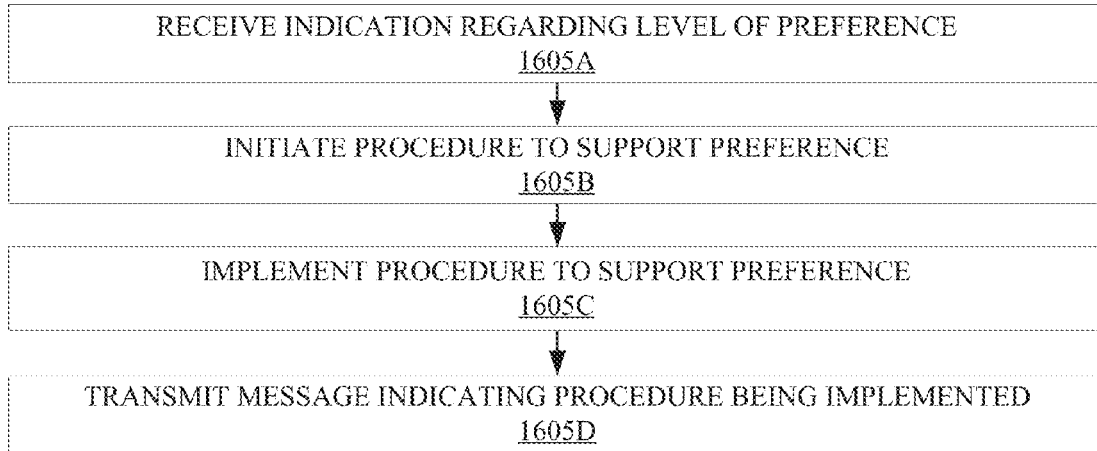 RECEIVE INDICATION REGARDING LEVEL OF PREFERENCE
1605A
INITIATE PROCEDURE TO SUPPORT PREFERENCE
1605B
IMPLEMENT PROCEDURE TO SUPPORT PREFERENCE
1605C
TRANSMIT MESSAGE INDICATING PROCEDURE BEING IMPLEMENTED
1605D